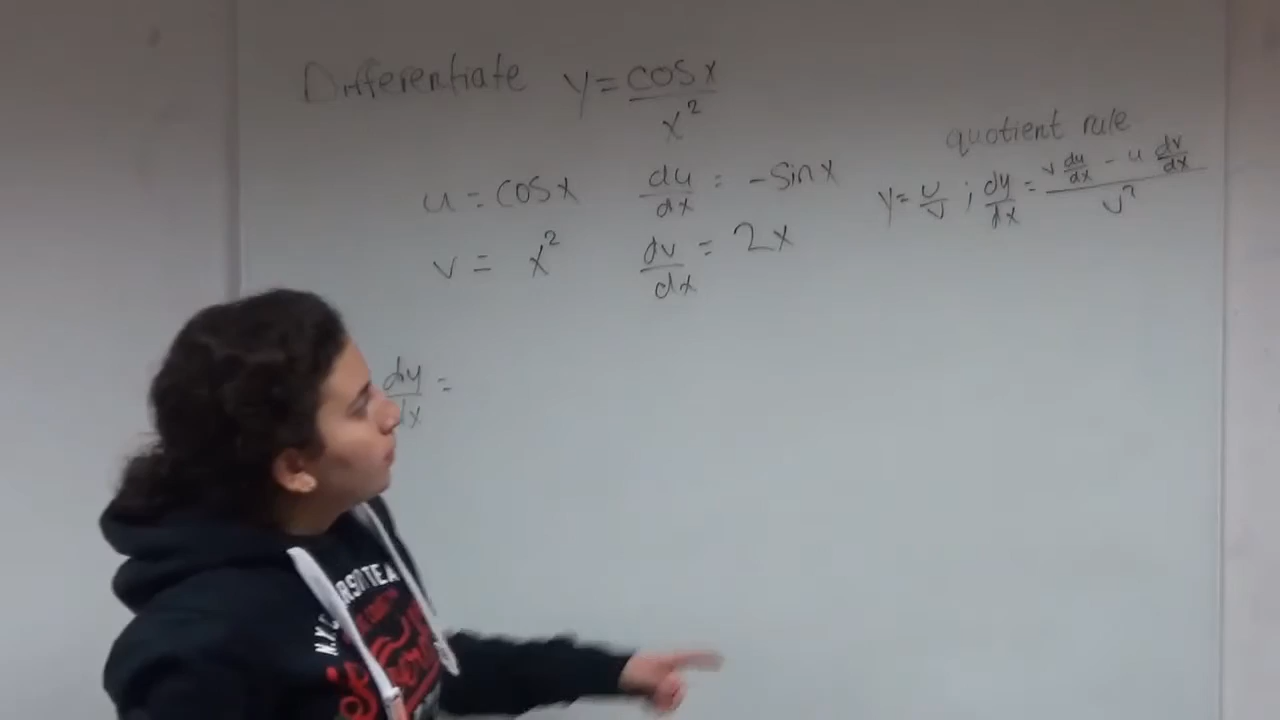 Differentiate y = cos x / x²
quotient rule
y = u/v ; dy/dx = (v du/dx - u dv/dx) / v²
u = cos x du/dx = -sin x
v = x² dv/dx = 2x
dy/dx =